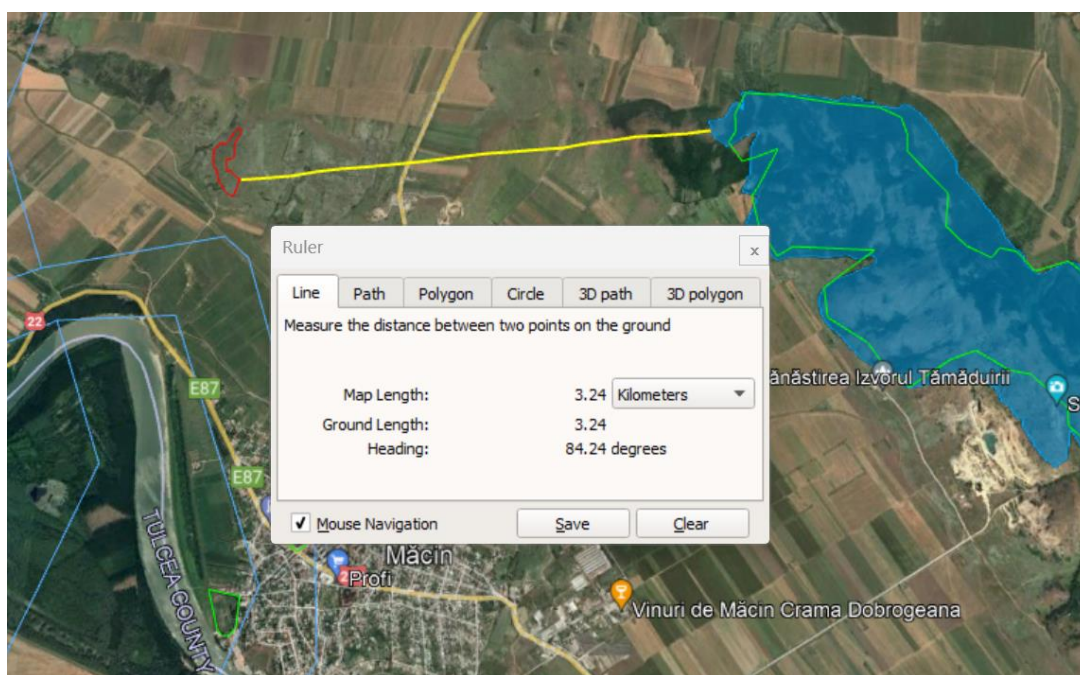 Ruler
x
Line Path Polygon Circle 3D path 3D polygon
Measure the distance between two points on the ground
Map Length: 3.24 Kilometers
Ground Length: 3.24
Heading: 84.24 degrees
Mouse Navigation Save Clear
22
E87
E87
ănăstirea Izvorul Tămăduirii
S
TULCEA COUNTY
Măcin
2
Profi
Vinuri de Măcin Crama Dobrogeana